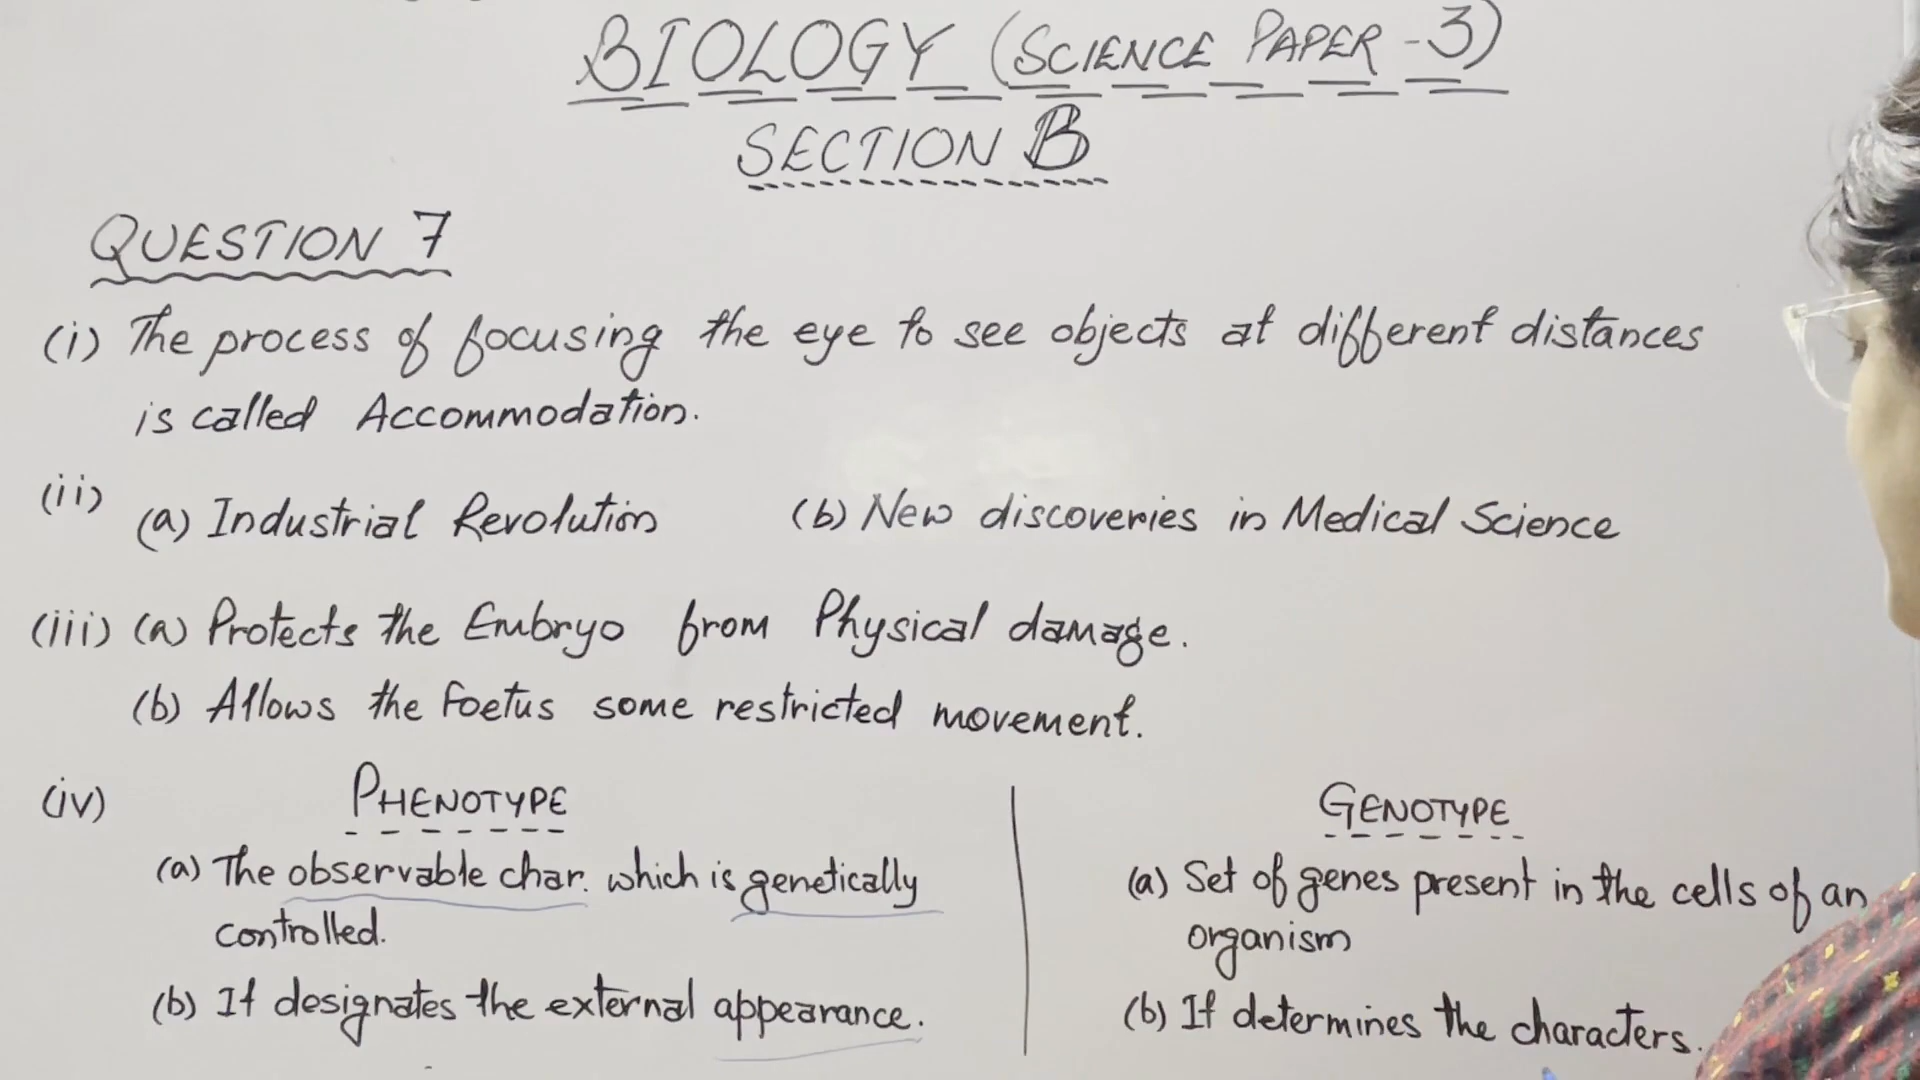 BIOLOGY (SCIENCE PAPER - 3)
SECTION B
QUESTION 7
(i) The process of focusing the eye to see objects at different distances
is called Accommodation.
(ii) (a) Industrial Revolution (b) New discoveries in Medical Science
(iii) (a) Protects the Embryo from Physical damage.
(b) Allows the Foetus some restricted movement.
(iv) PHENOTYPE GENOTYPE
(a) The observable char. which is genetically
controlled.
(b) It designates the external appearance.
(a) Set of genes present in the cells of an
organism
(b) It determines the characters.